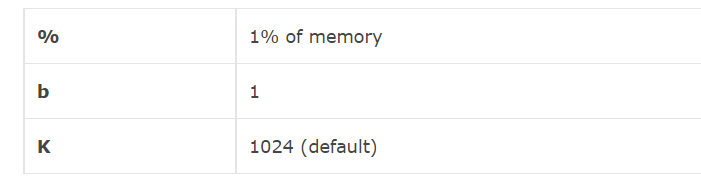 % 1% of memory
b 1
K 1024 (default)